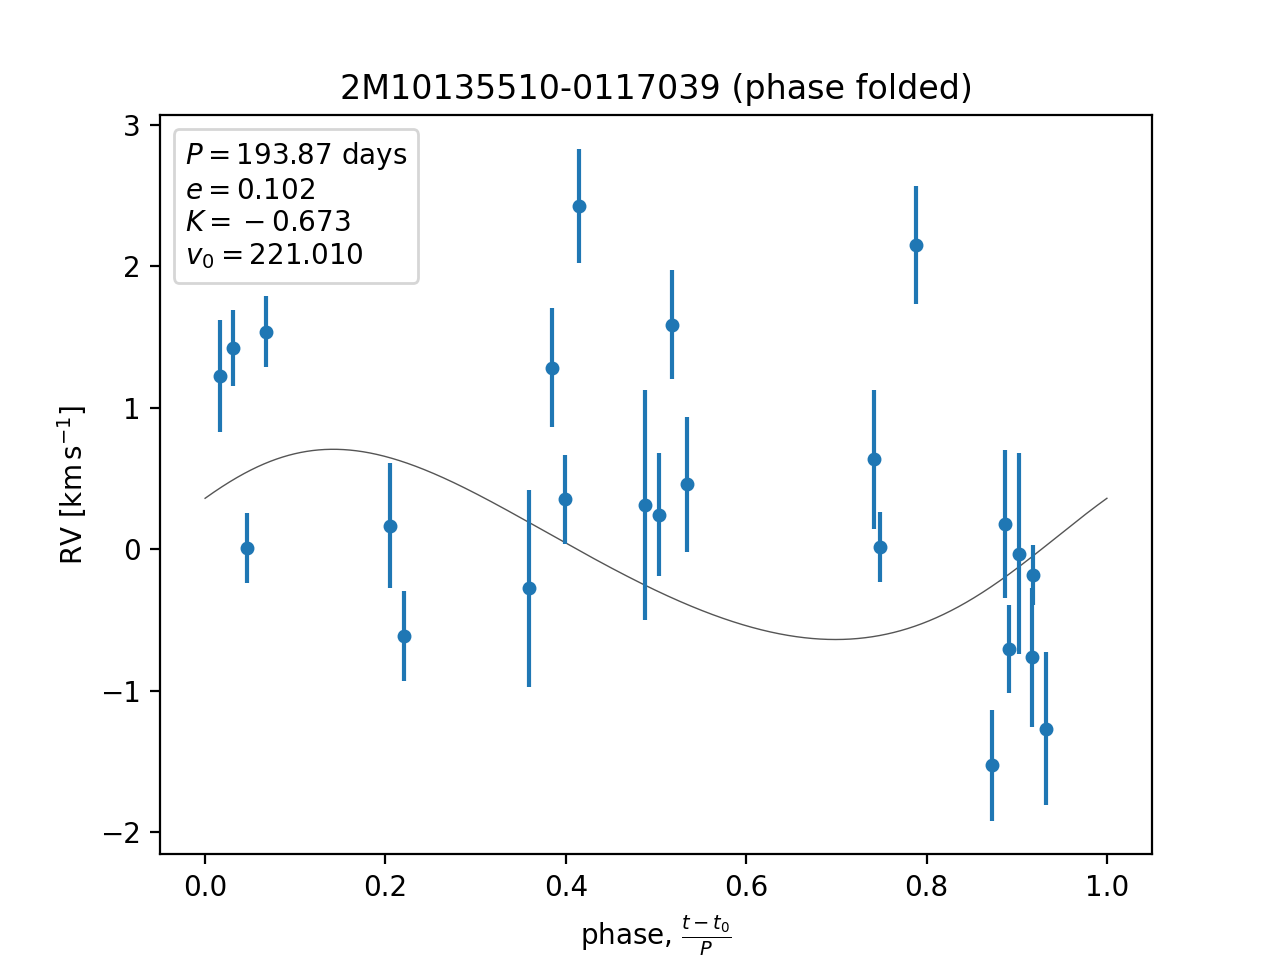 2M10135510-0117039 (phase folded)
P = 193.87 days
e = 0.102
K = −0.673
v₀ = 221.010
3
2
1
0
−1
−2
RV [km s⁻¹]
0.0 0.2 0.4 0.6 0.8 1.0
phase, (t − t₀)/P